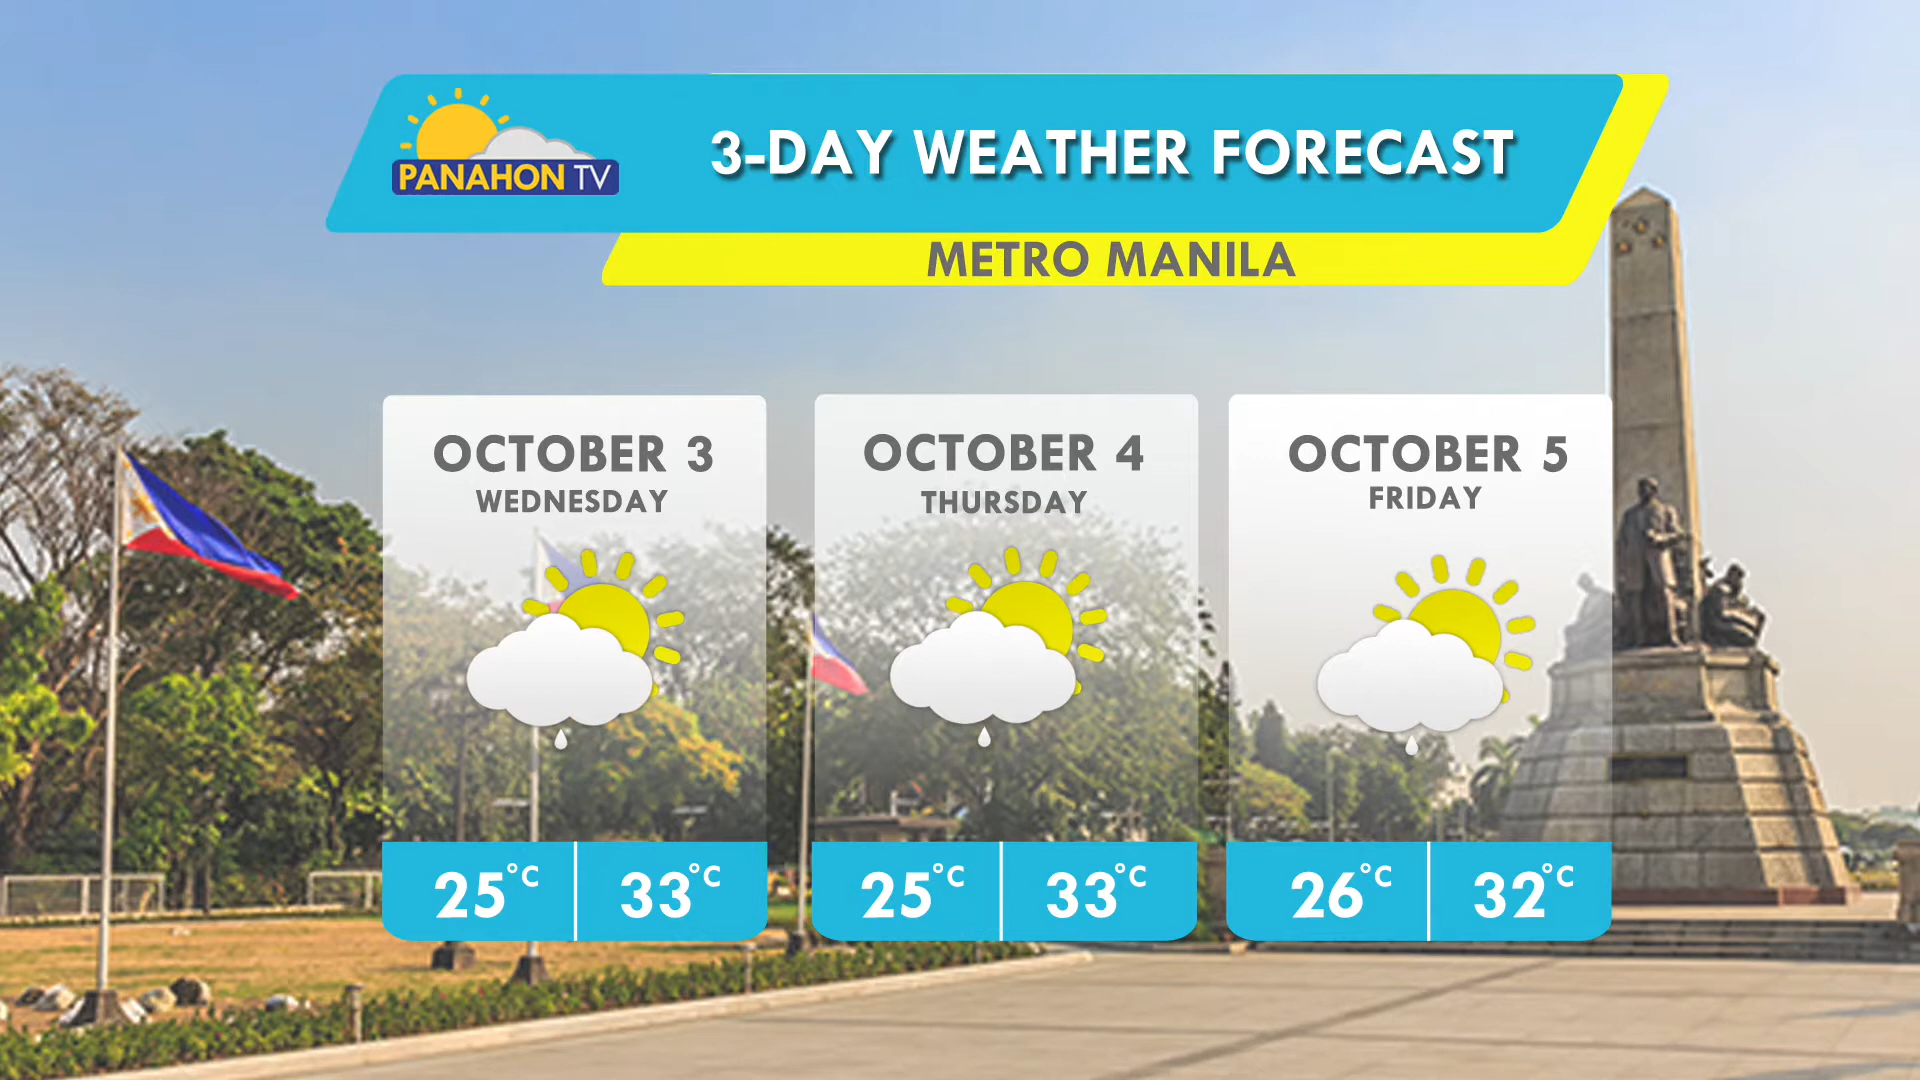 PANAHON TV
3-DAY WEATHER FORECAST
METRO MANILA
OCTOBER 3
WEDNESDAY
25°C 33°C
OCTOBER 4
THURSDAY
25°C 33°C
OCTOBER 5
FRIDAY
26°C 32°C